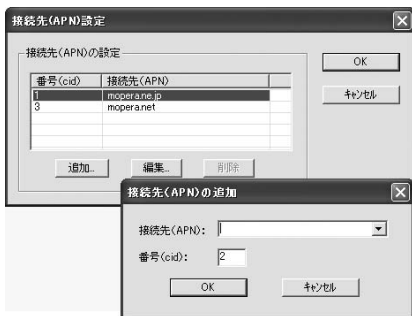 接続先(APN)設定
接続先(APN)の設定
番号(cid) 接続先(APN)
1 mopera.ne.jp
3 mopera.net
追加... 編集... 削除
OK
キャンセル
接続先(APN)の追加
接続先(APN):
番号(cid): 2
OK キャンセル